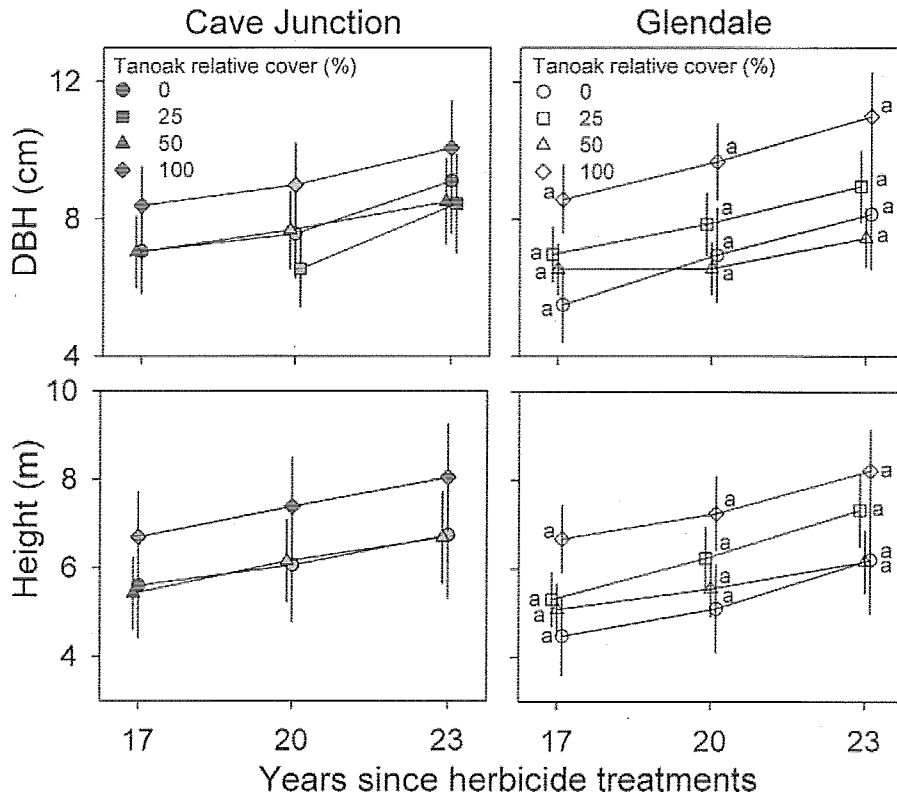 Cave Junction
Glendale
Tanoak relative cover (%)
0
25
50
100
Tanoak relative cover (%)
0
25
50
100
DBH (cm)
12
8
4
a
a
a
a
a
a
a
a
a
a
a
a
Height (m)
10
8
6
4
a
a
a
a
a
a
a
a
a
a
a
a
17
20
23
17
20
23
Years since herbicide treatments